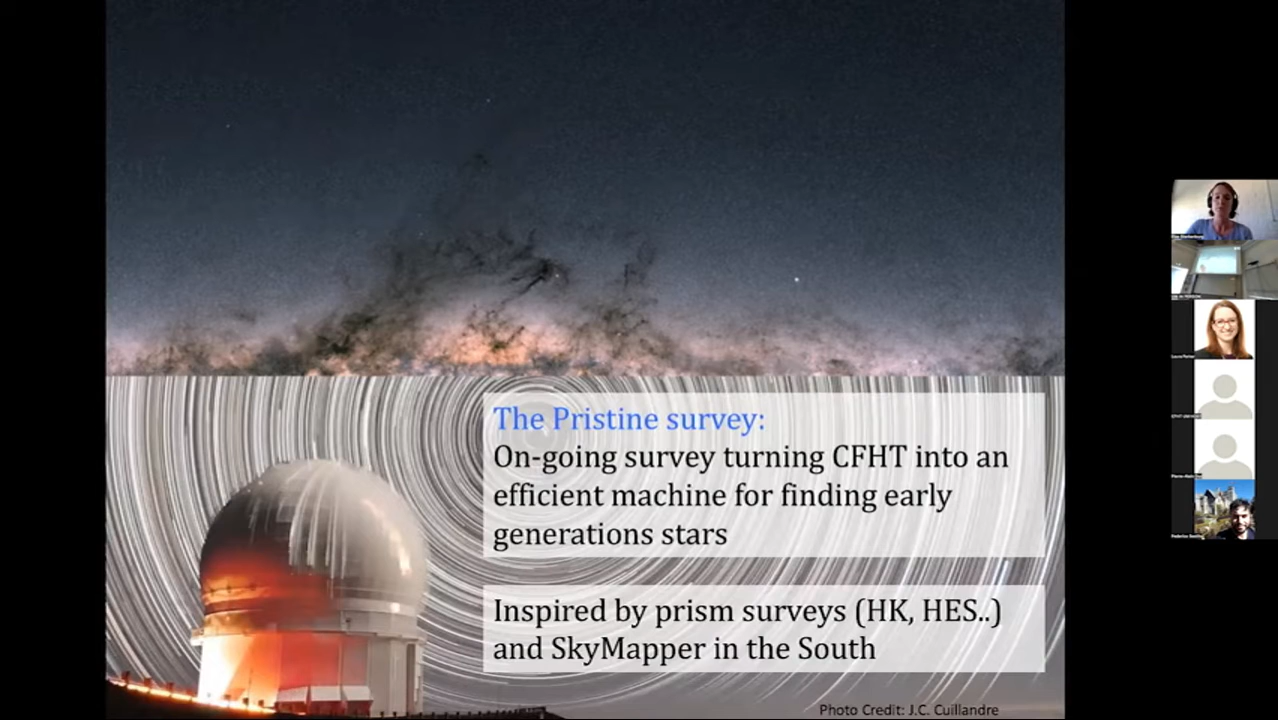 The Pristine survey:
On-going survey turning CFHT into an
efficient machine for finding early
generations stars
Inspired by prism surveys (HK, HES..)
and SkyMapper in the South
Photo Credit: J.C. Cuillandre